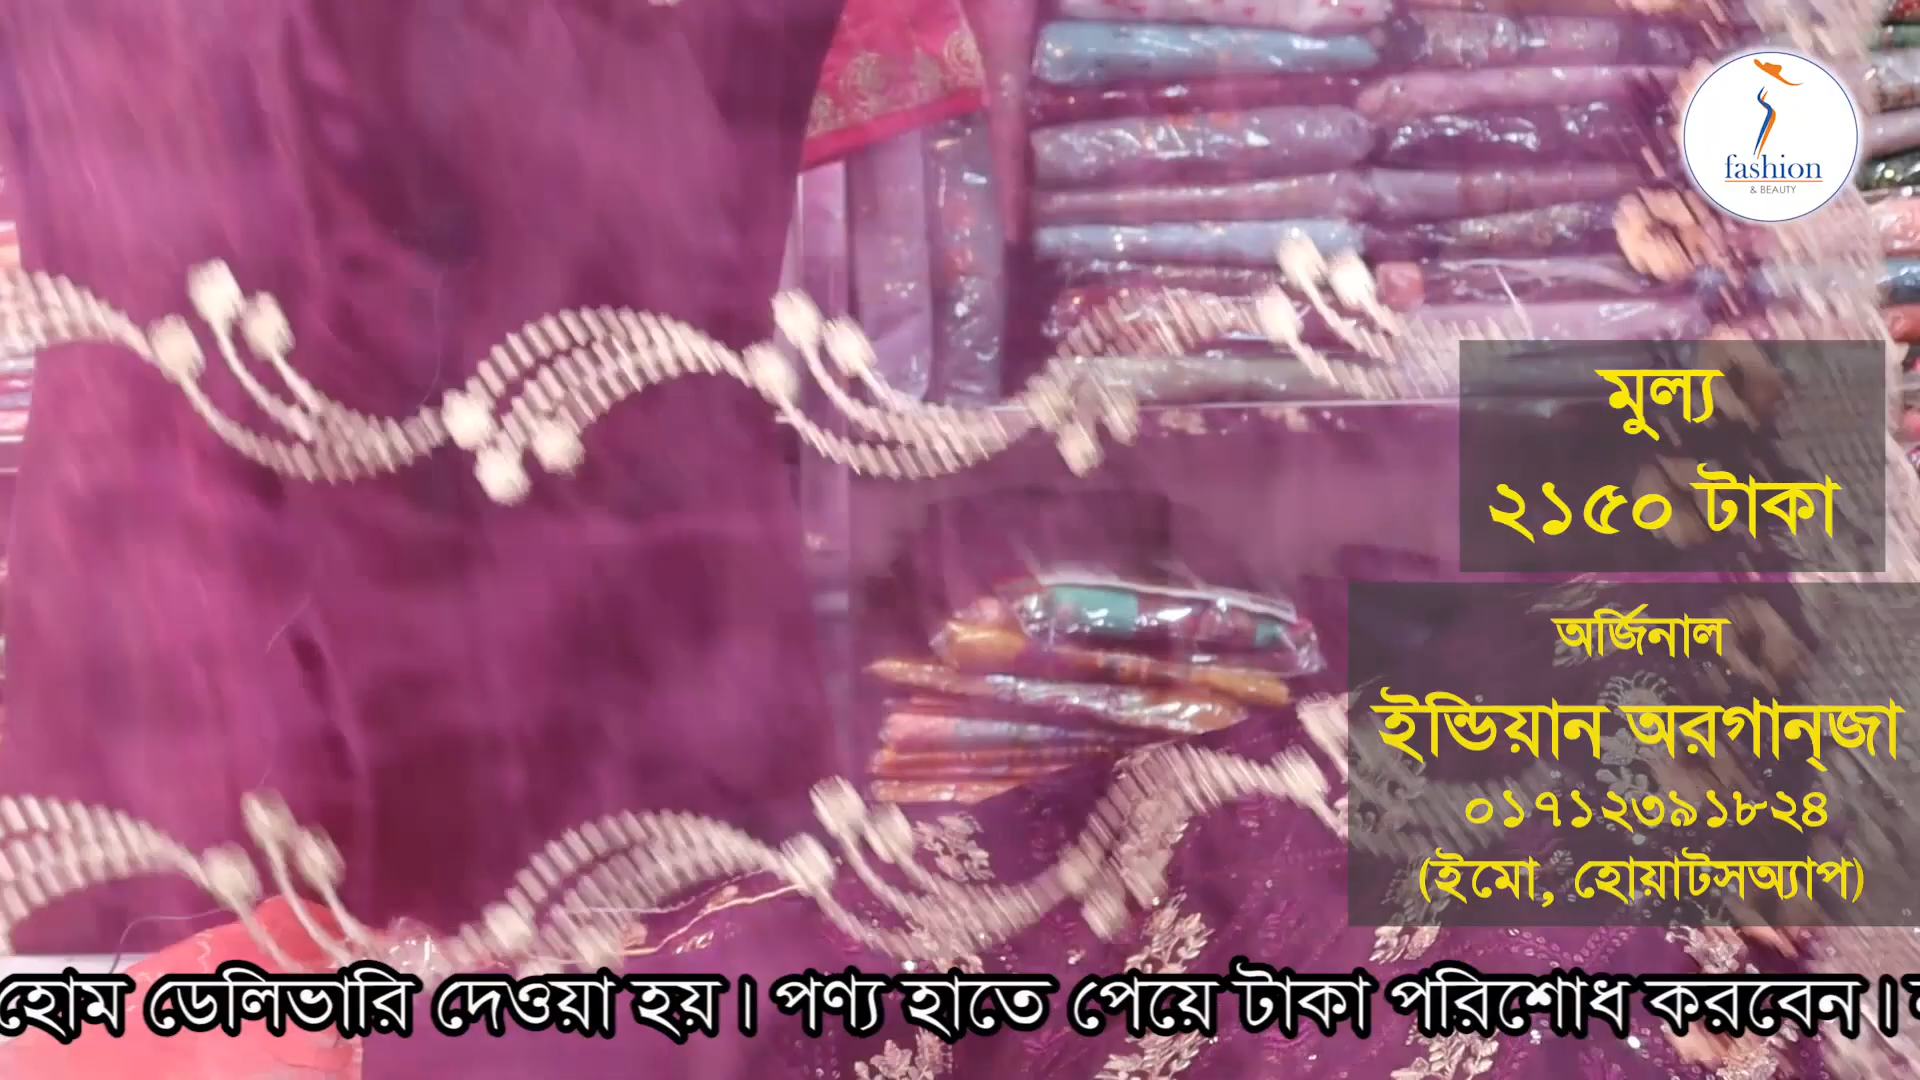 fashion
& BEAUTY
মুল্য
২১৫০ টাকা
অর্জিনাল
ইন্ডিয়ান অরগান্‌জা
০১৭১২৩৯১৮২৪
(ইমো, হোয়াটসঅ্যাপ)
হোম ডেলিভারি দেওয়া হয়। পণ্য হাতে পেয়ে টাকা পরিশোধ করবেন।